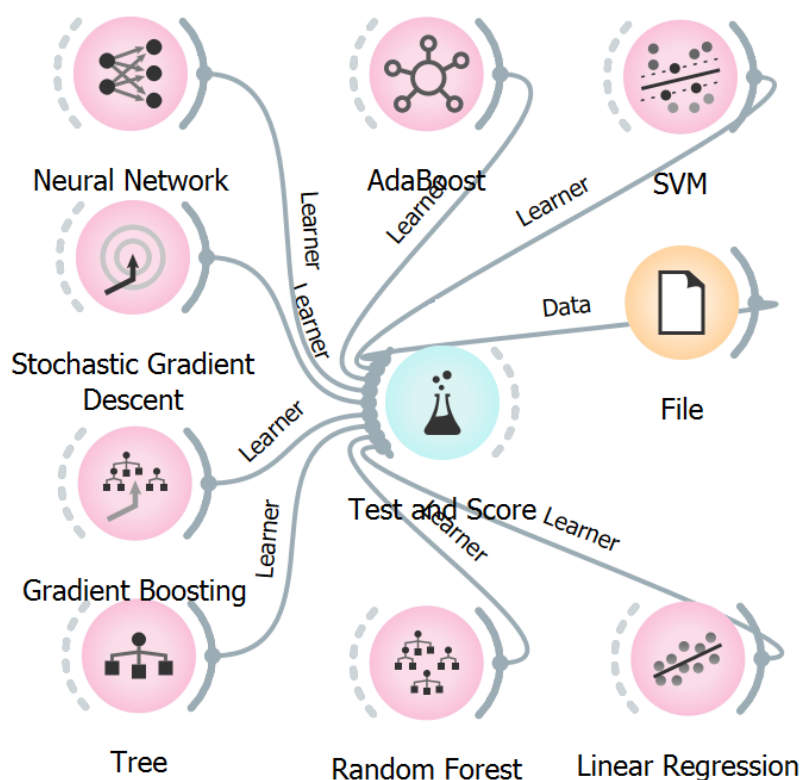 Neural Network
AdaBoost
SVM
Learner
Learner
Learner
Stochastic Gradient
Descent
Learner
Data
File
Learner
Gradient Boosting
Learner
Test and Score
Learner
Learner
Tree
Random Forest
Linear Regression